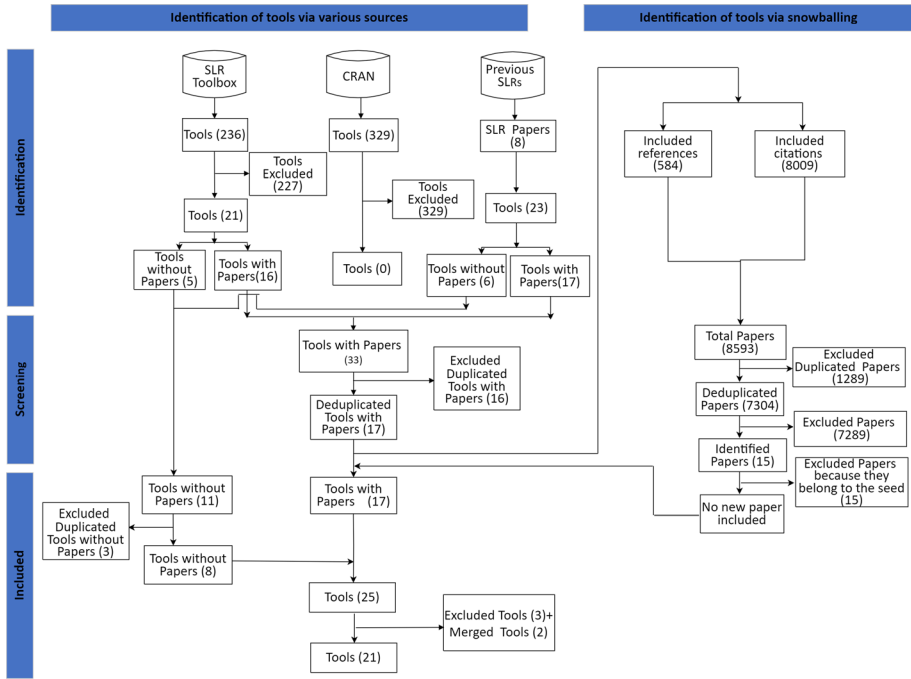 Identification of tools via various sources
Identification of tools via snowballing
Identification
Screening
Included
SLR
Toolbox
CRAN
Previous
SLRs
Tools (236)
Tools (329)
SLR Papers
(8)
Included
references
(584)
Included
citations
(8009)
Tools
Excluded
(227)
Tools
Excluded
(329)
Tools (21)
Tools (23)
Tools
without
Papers (5)
Tools with
Papers(16)
Tools (0)
Tools without
Papers (6)
Tools with
Papers(17)
Tools with Papers
(33)
Excluded
Duplicated
Tools with
Papers (16)
Deduplicated
Tools with
Papers (17)
Total Papers
(8593)
Excluded
Duplicated Papers
(1289)
Deduplicated
Papers (7304)
Excluded Papers
(7289)
Identified
Papers (15)
Excluded Papers
because they
belong to the seed
(15)
No new paper
included
Tools without
Papers (11)
Tools with
Papers (17)
Excluded
Duplicated
Tools without
Papers (3)
Tools without
Papers (8)
Tools (25)
Excluded Tools (3)+
Merged Tools (2)
Tools (21)